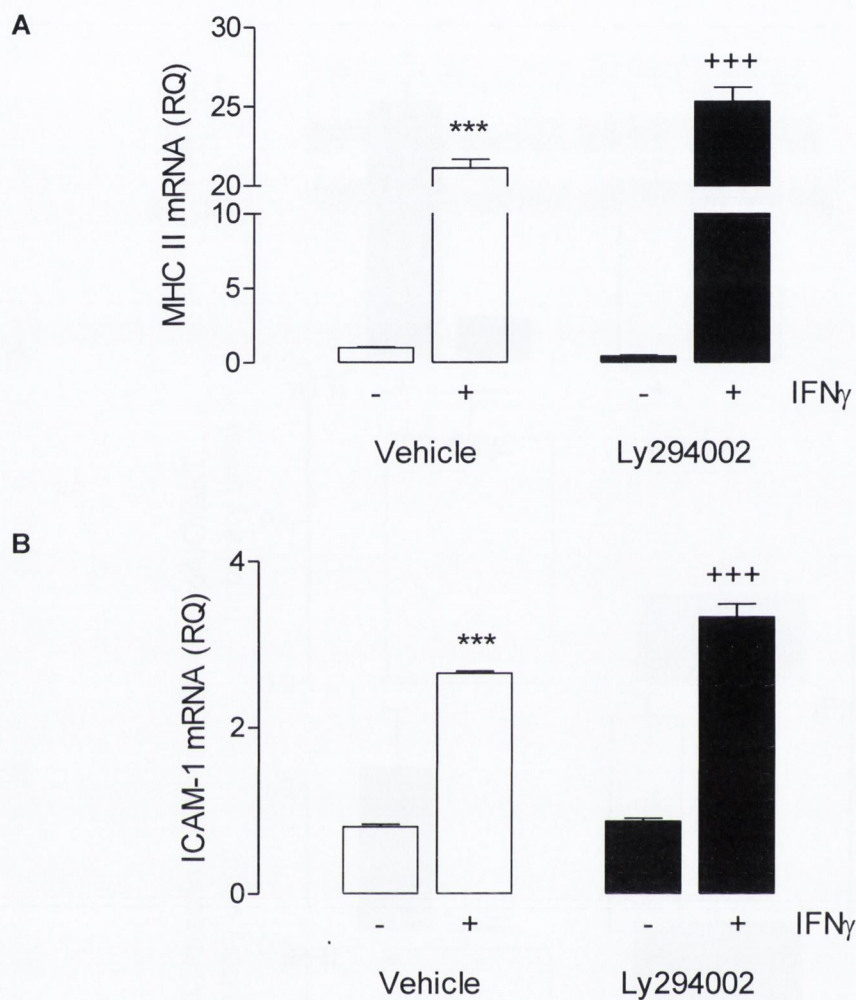 A
MHC II mRNA (RQ)
30
25
20
10
5
0
***
+++
- + - + IFNγ
Vehicle Ly294002
B
ICAM-1 mRNA (RQ)
4
2
0
***
+++
- + - + IFNγ
Vehicle Ly294002